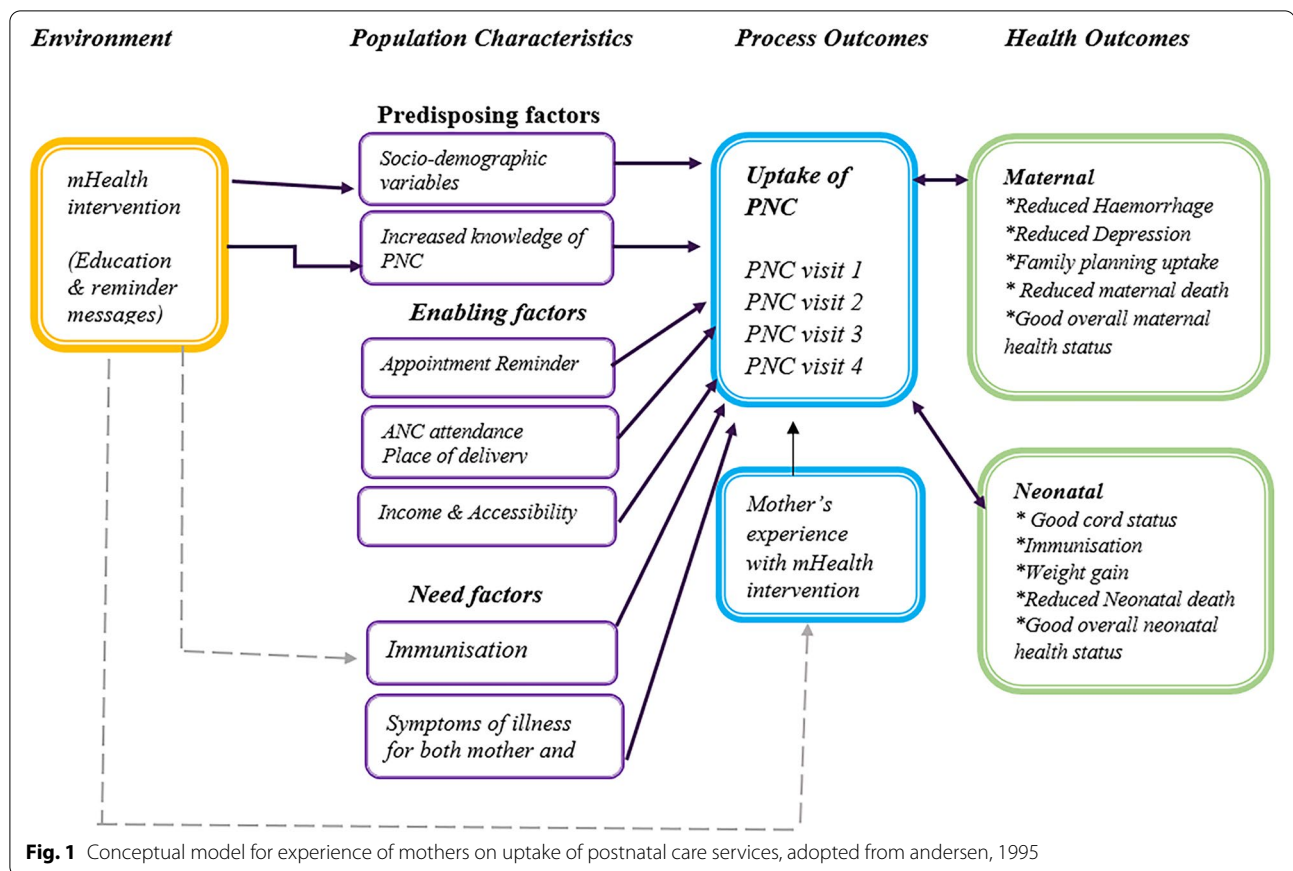 Environment
Population Characteristics
Process Outcomes
Health Outcomes
mHealth
intervention
(Education
& reminder
messages)
Predisposing factors
Socio-demographic
variables
Increased knowledge of
PNC
Enabling factors
Appointment Reminder
ANC attendance
Place of delivery
Income & Accessibility
Need factors
Immunisation
Symptoms of illness
for both mother and
Uptake of
PNC
PNC visit 1
PNC visit 2
PNC visit 3
PNC visit 4
Mother's
experience
with mHealth
intervention
Maternal
*Reduced Haemorrhage
*Reduced Depression
*Family planning uptake
* Reduced maternal death
*Good overall maternal
health status
Neonatal
* Good cord status
*Immunisation
*Weight gain
*Reduced Neonatal death
*Good overall neonatal
health status
Fig. 1 Conceptual model for experience of mothers on uptake of postnatal care services, adopted from andersen, 1995